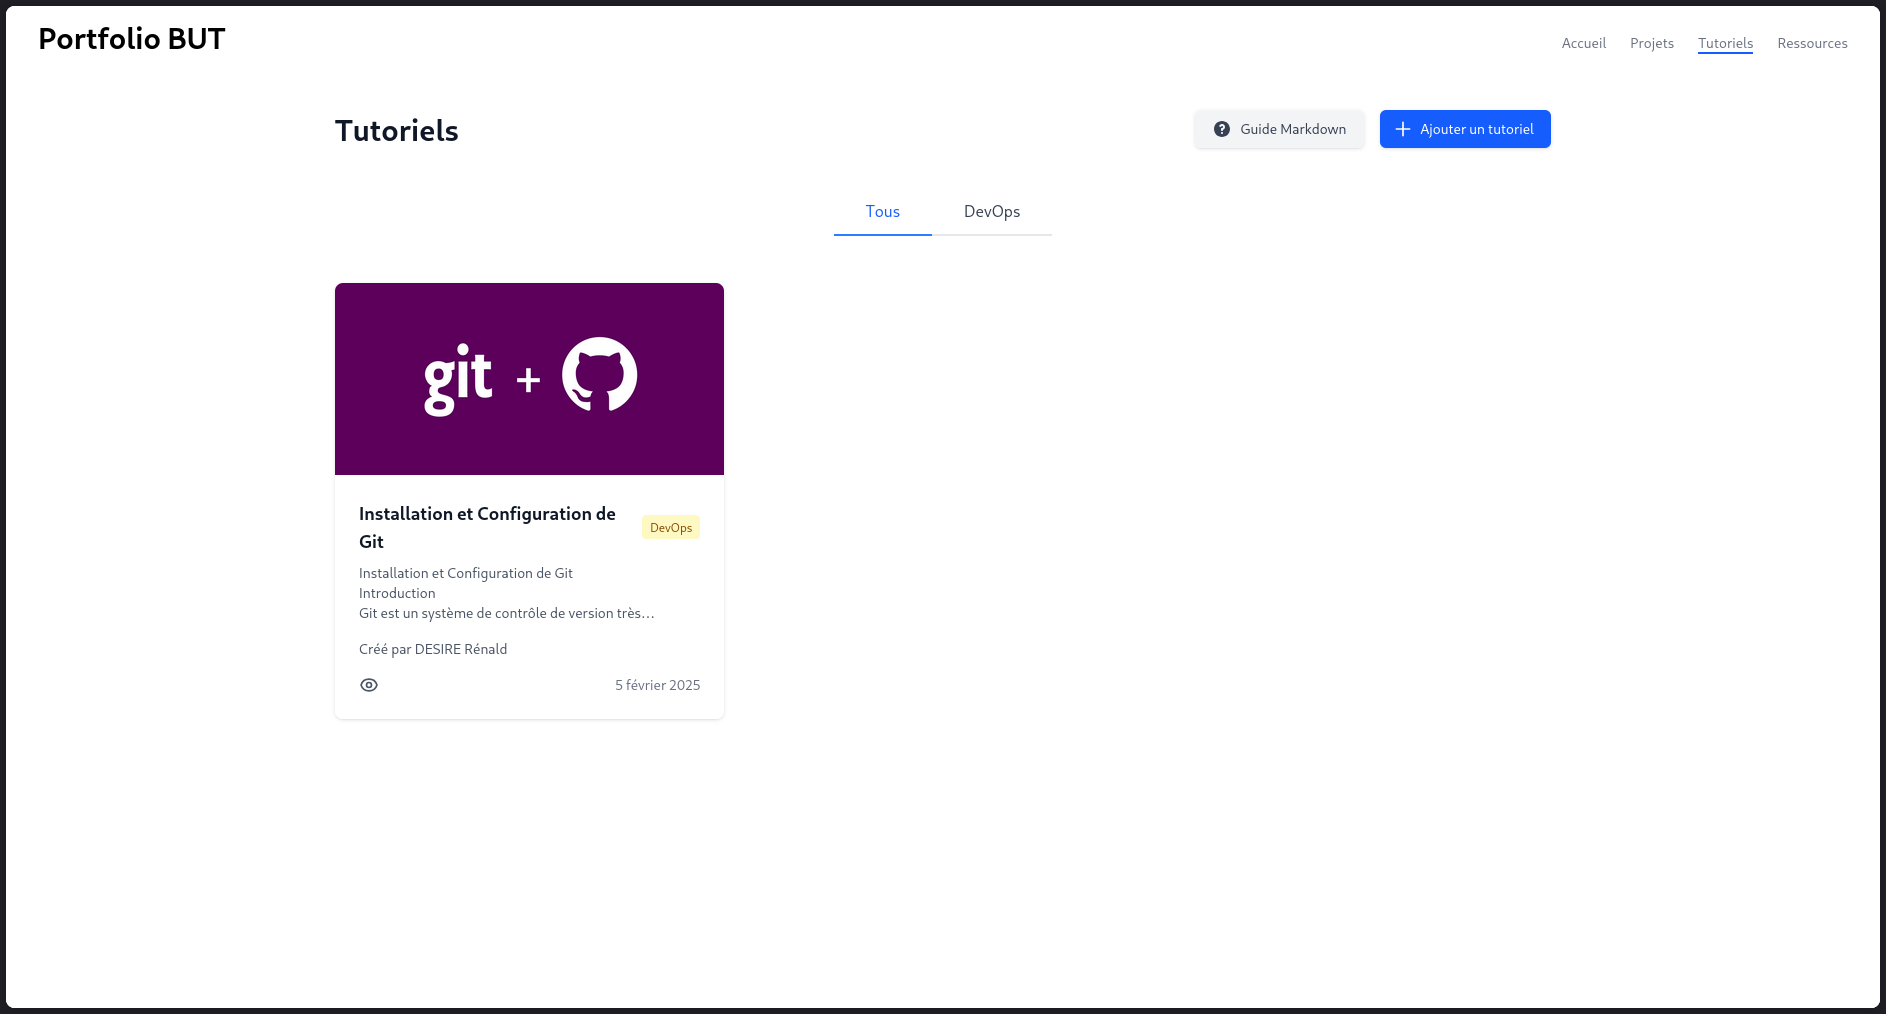 Portfolio BUT
Accueil
Projets
Tutoriels
Ressources
Tutoriels
Guide Markdown
Ajouter un tutoriel
Tous
DevOps
git +
Installation et Configuration de
Git
DevOps
Installation et Configuration de Git
Introduction
Git est un système de contrôle de version très…
Créé par DESIRE Rénald
5 février 2025